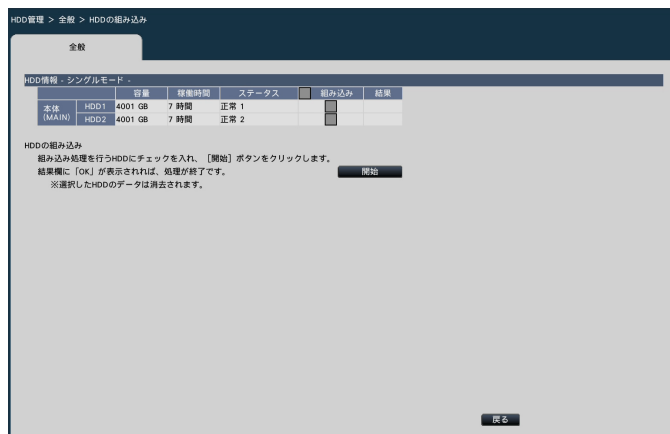 HDD管理 > 全般 > HDDの組み込み
全般
HDD情報 - シングルモード -
容量 稼働時間 ステータス 組み込み 結果
本体 (MAIN) HDD1 4001 GB 7 時間 正常 1
HDD2 4001 GB 7 時間 正常 2
HDDの組み込み
組み込み処理を行うHDDにチェックを入れ、［開始］ボタンをクリックします。
結果欄に「OK」が表示されれば、処理が終了です。 開始
※選択したHDDのデータは消去されます。
戻る